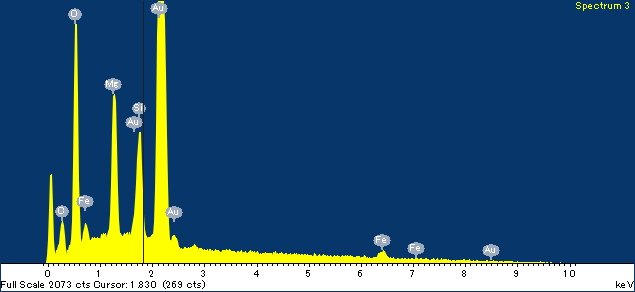 Spectrum 3
Au
O
Mg
Si
Au
Fe
O
Au
Fe
Fe
Au
0 1 2 3 4 5 6 7 8 9 10
Full Scale 2073 cts Cursor: 1.830 (269 cts) keV